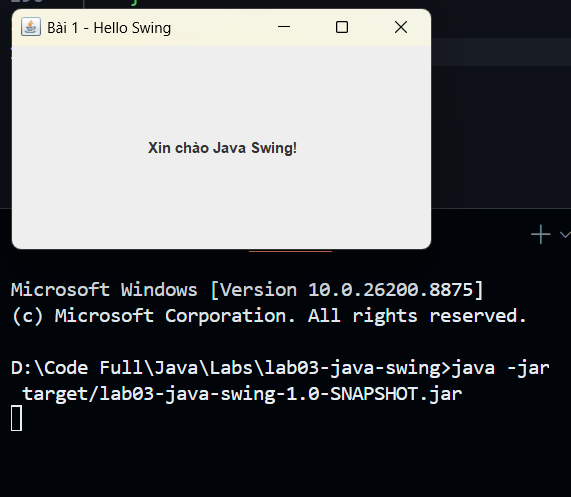 Bài 1 - Hello Swing
Xin chào Java Swing!
Microsoft Windows [Version 10.0.26200.8875]
(c) Microsoft Corporation. All rights reserved.
D:\Code Full\Java\Labs\lab03-java-swing>java -jar
target/lab03-java-swing-1.0-SNAPSHOT.jar